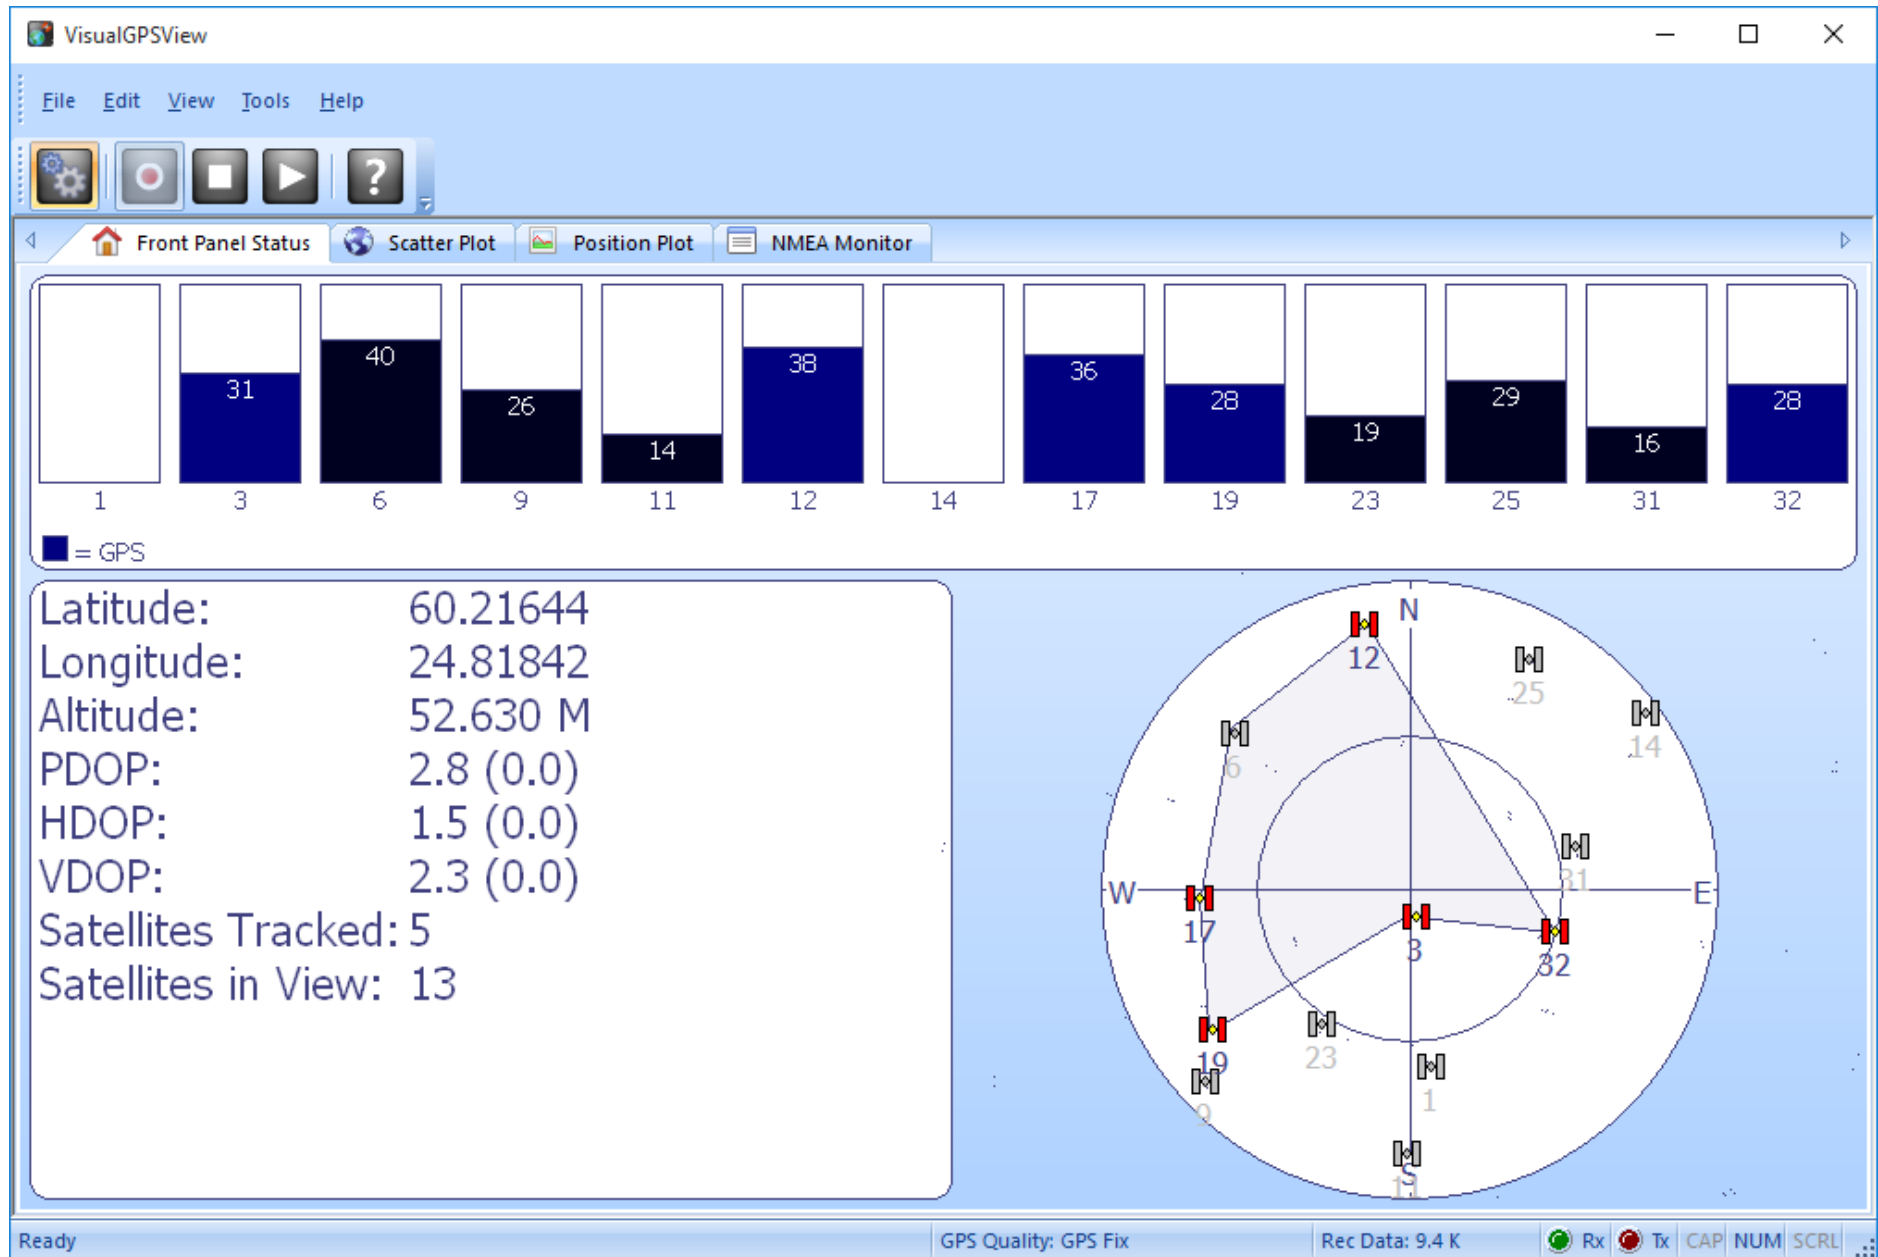 VisualGPSView
File Edit View Tools Help
Front Panel Status Scatter Plot Position Plot NMEA Monitor
31 40 26 14 38 36 28 19 29 16 28
1 3 6 9 11 12 14 17 19 23 25 31 32
= GPS
Latitude: 60.21644
Longitude: 24.81842
Altitude: 52.630 M
PDOP: 2.8 (0.0)
HDOP: 1.5 (0.0)
VDOP: 2.3 (0.0)
Satellites Tracked: 5
Satellites in View: 13
N
12
25
14
6
31
W
E
17
3
32
19
23
9
1
S
11
Ready GPS Quality: GPS Fix Rec Data: 9.4 K Rx Tx CAP NUM SCRL